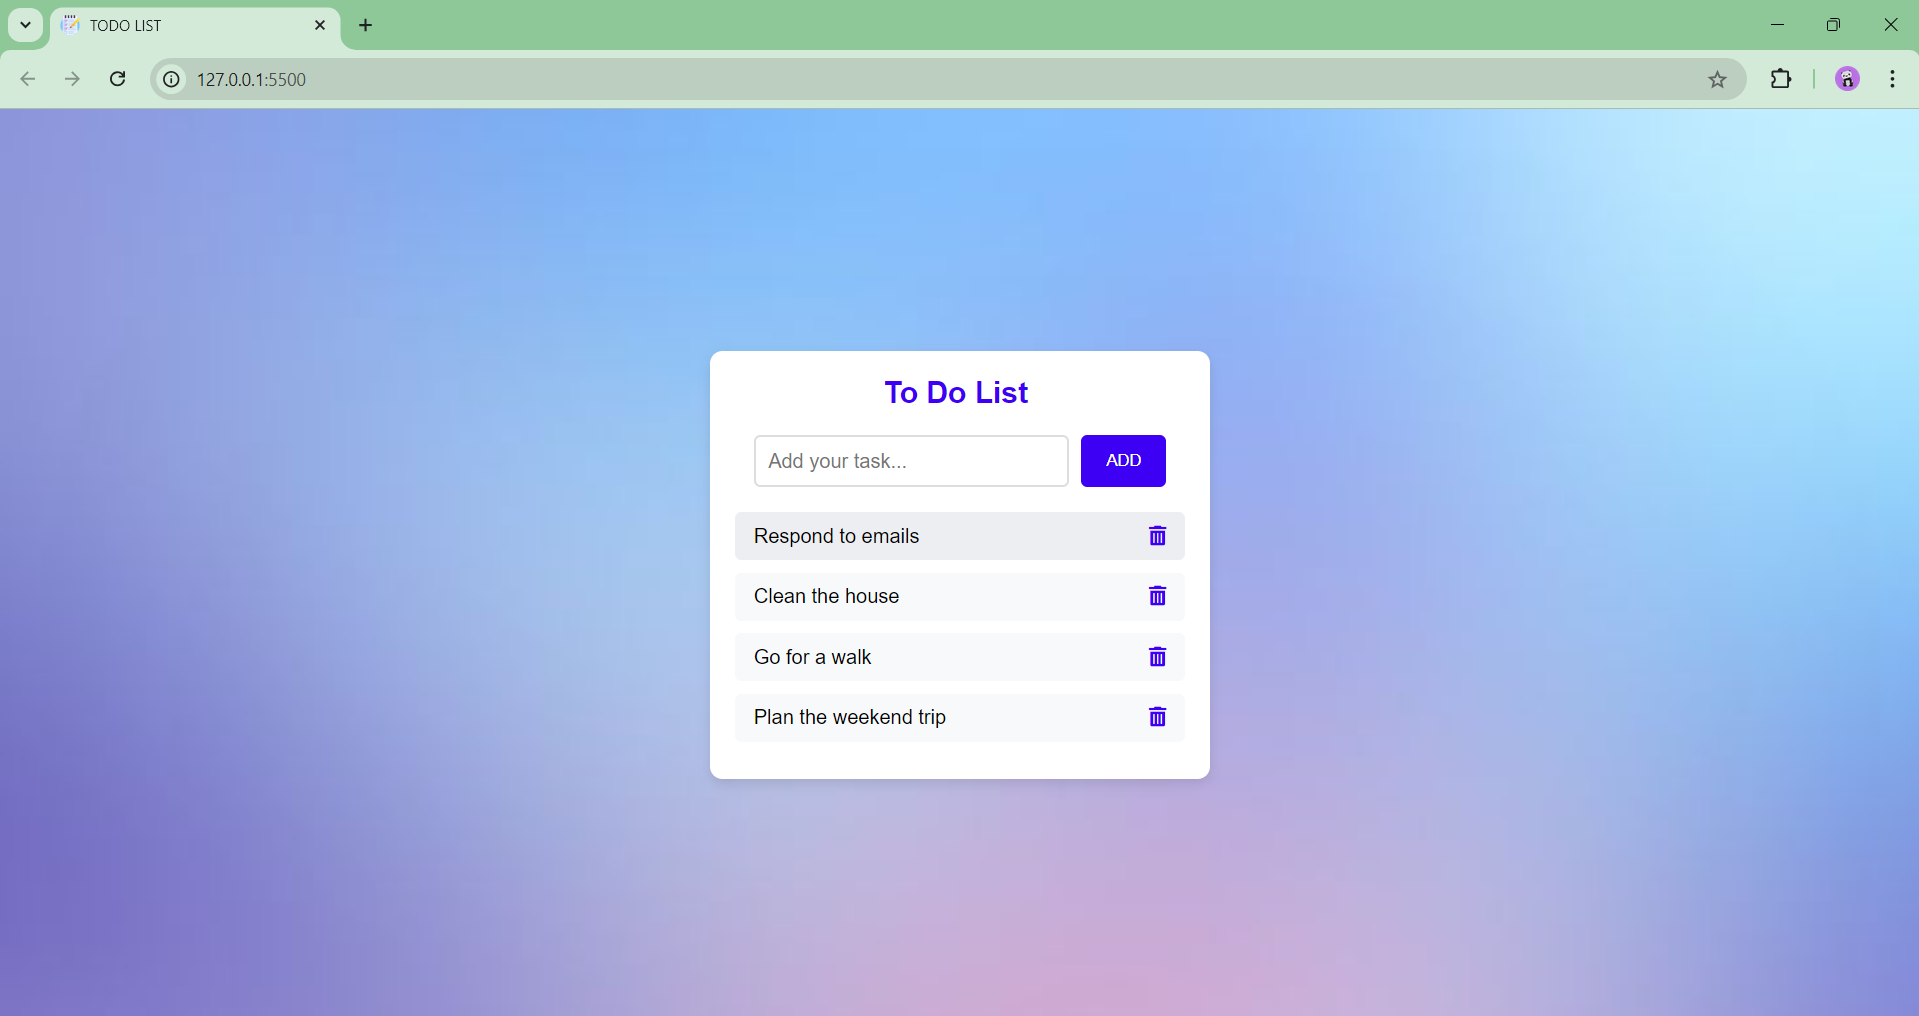 TODO LIST
127.0.0.1:5500
To Do List
Add your task...
ADD
Respond to emails
Clean the house
Go for a walk
Plan the weekend trip